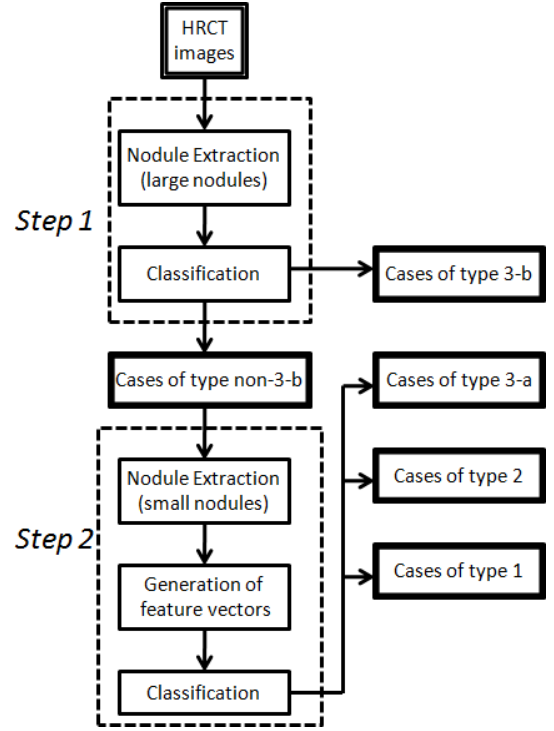 HRCT
images
Step 1
Nodule Extraction
(large nodules)
Classification
Cases of type 3-b
Cases of type non-3-b
Cases of type 3-a
Step 2
Nodule Extraction
(small nodules)
Cases of type 2
Generation of
feature vectors
Cases of type 1
Classification